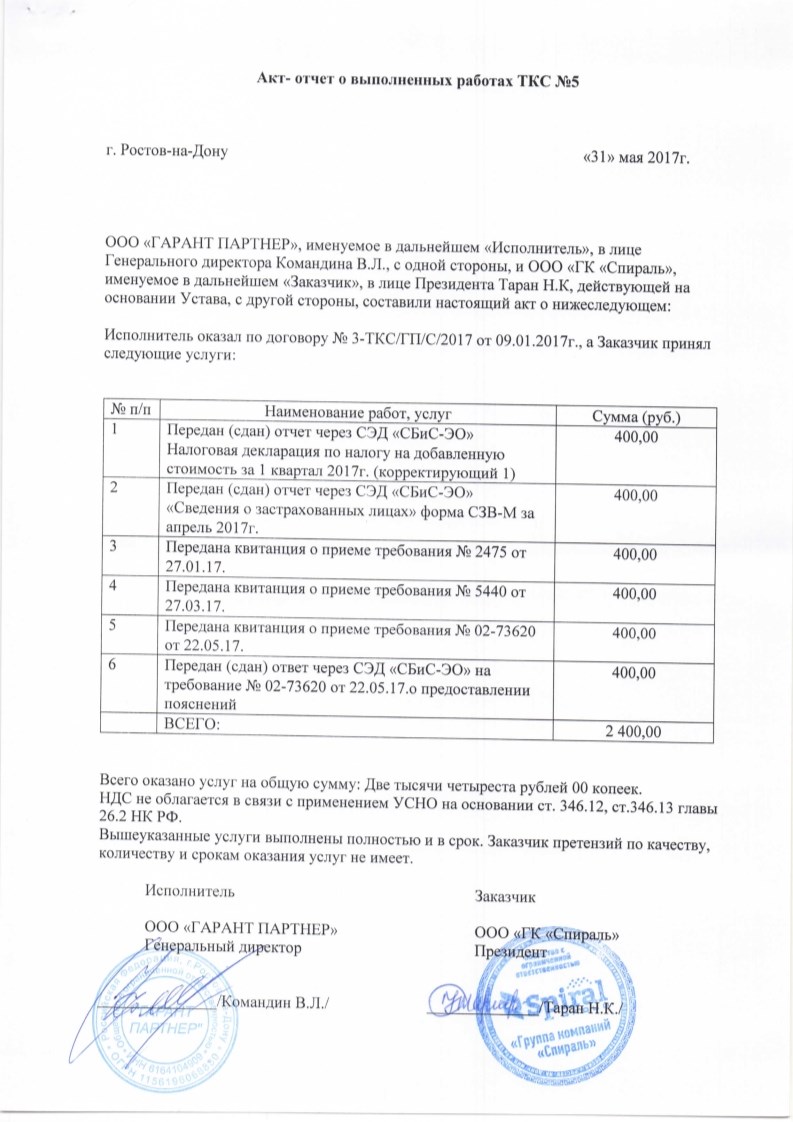 Акт- отчет о выполненных работах ТКС №5
г. Ростов-на-Дону «31» мая 2017г.
ООО «ГАРАНТ ПАРТНЕР», именуемое в дальнейшем «Исполнитель», в лице
Генерального директора Командина В.Л., с одной стороны, и ООО «ГК «Спираль»,
именуемое в дальнейшем «Заказчик», в лице Президента Таран Н.К, действующей на
основании Устава, с другой стороны, составили настоящий акт о нижеследующем:
Исполнитель оказал по договору № 3-ТКС/ГП/С/2017 от 09.01.2017г., а Заказчик принял
следующие услуги:
№ п/п Наименование работ, услуг Сумма (руб.)
1 Передан (сдан) отчет через СЭД «СБиС-ЭО» 400,00
Налоговая декларация по налогу на добавленную
стоимость за 1 квартал 2017г. (корректирующий 1)
2 Передан (сдан) отчет через СЭД «СБиС-ЭО» 400,00
«Сведения о застрахованных лицах» форма СЗВ-М за
апрель 2017г.
3 Передана квитанция о приеме требования № 2475 от 400,00
27.01.17.
4 Передана квитанция о приеме требования № 5440 от 400,00
27.03.17.
5 Передана квитанция о приеме требования № 02-73620 400,00
от 22.05.17.
6 Передан (сдан) ответ через СЭД «СБиС-ЭО» на 400,00
требование № 02-73620 от 22.05.17.о предоставлении
пояснений
ВСЕГО: 2 400,00
Всего оказано услуг на общую сумму: Две тысячи четыреста рублей 00 копеек.
НДС не облагается в связи с применением УСНО на основании ст. 346.12, ст.346.13 главы
26.2 НК РФ.
Вышеуказанные услуги выполнены полностью и в срок. Заказчик претензий по качеству,
количеству и срокам оказания услуг не имеет.
Исполнитель Заказчик
ООО «ГАРАНТ ПАРТНЕР» ООО «ГК «Спираль»
Генеральный директор Президент
/Командин В.Л./ /Таран Н.К./
ПАРТНЕР"
ограниченной
ответственностью
Spiral
«Группа компаний
«Спираль»